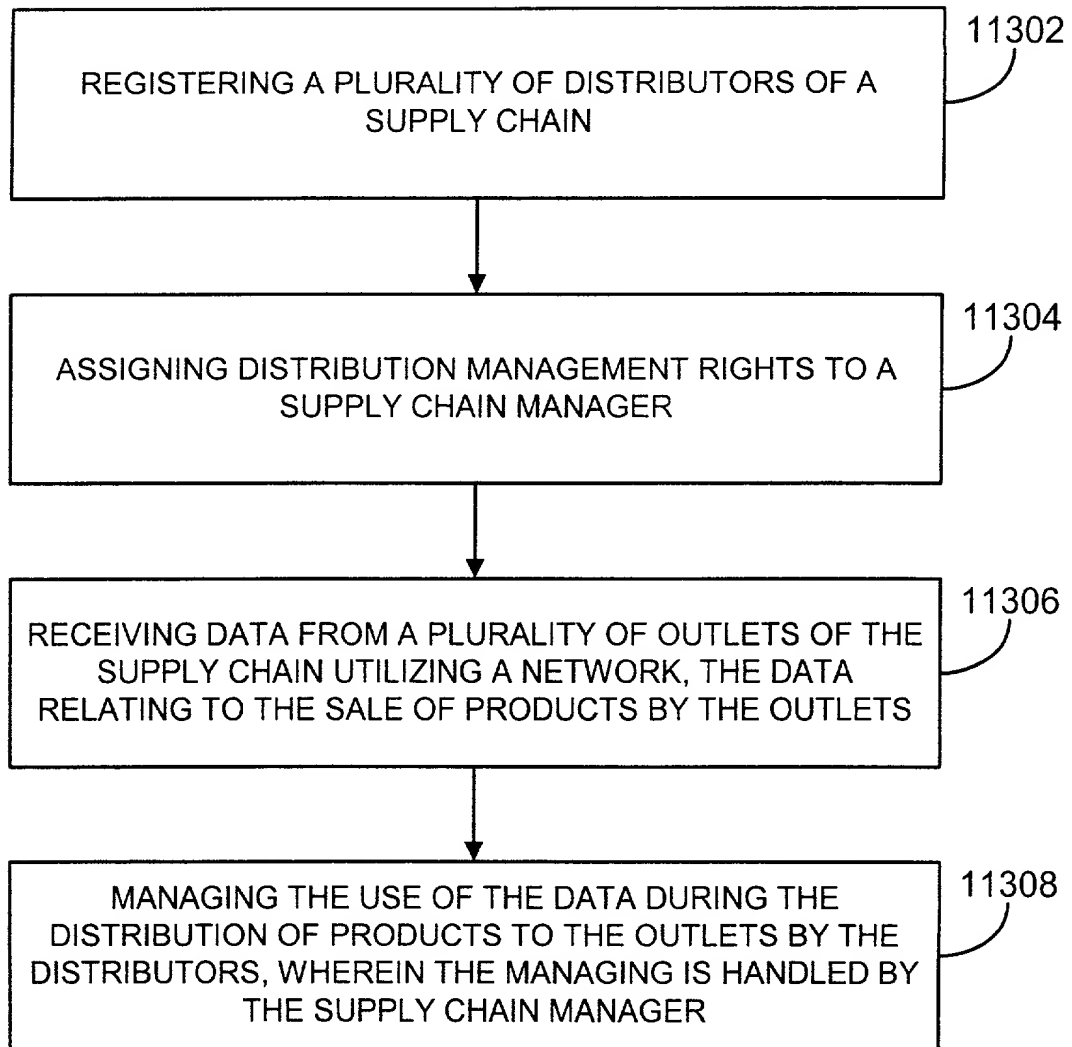 11302
REGISTERING A PLURALITY OF DISTRIBUTORS OF A
SUPPLY CHAIN
11304
ASSIGNING DISTRIBUTION MANAGEMENT RIGHTS TO A
SUPPLY CHAIN MANAGER
11306
RECEIVING DATA FROM A PLURALITY OF OUTLETS OF THE
SUPPLY CHAIN UTILIZING A NETWORK, THE DATA
RELATING TO THE SALE OF PRODUCTS BY THE OUTLETS
11308
MANAGING THE USE OF THE DATA DURING THE
DISTRIBUTION OF PRODUCTS TO THE OUTLETS BY THE
DISTRIBUTORS, WHEREIN THE MANAGING IS HANDLED BY
THE SUPPLY CHAIN MANAGER